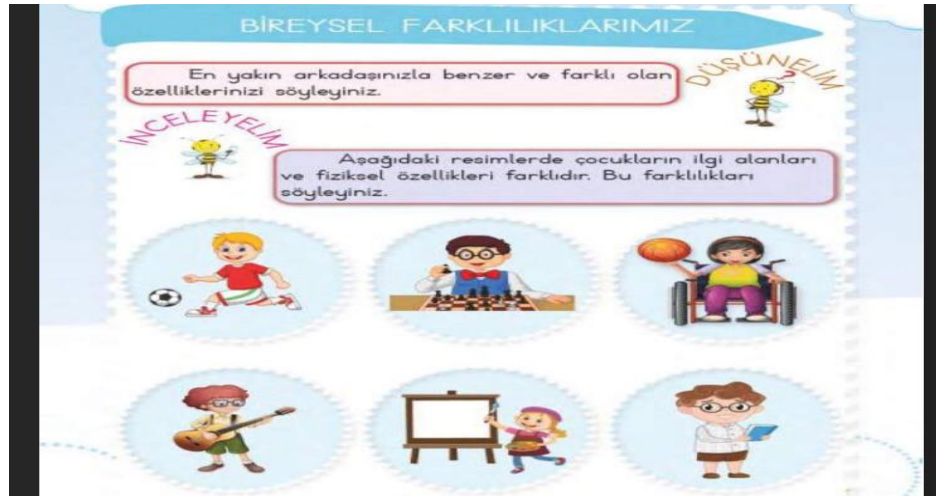 BİREYSEL FARKLILIKLARIMIZ
En yakın arkadaşınızla benzer ve farklı olan
özelliklerinizi söyleyiniz.
DÜŞÜNELİM
?
İNCELEYELİM
Aşağıdaki resimlerde çocukların ilgi alanları
ve fiziksel özellikleri farklıdır. Bu farklılıkları
söyleyiniz.